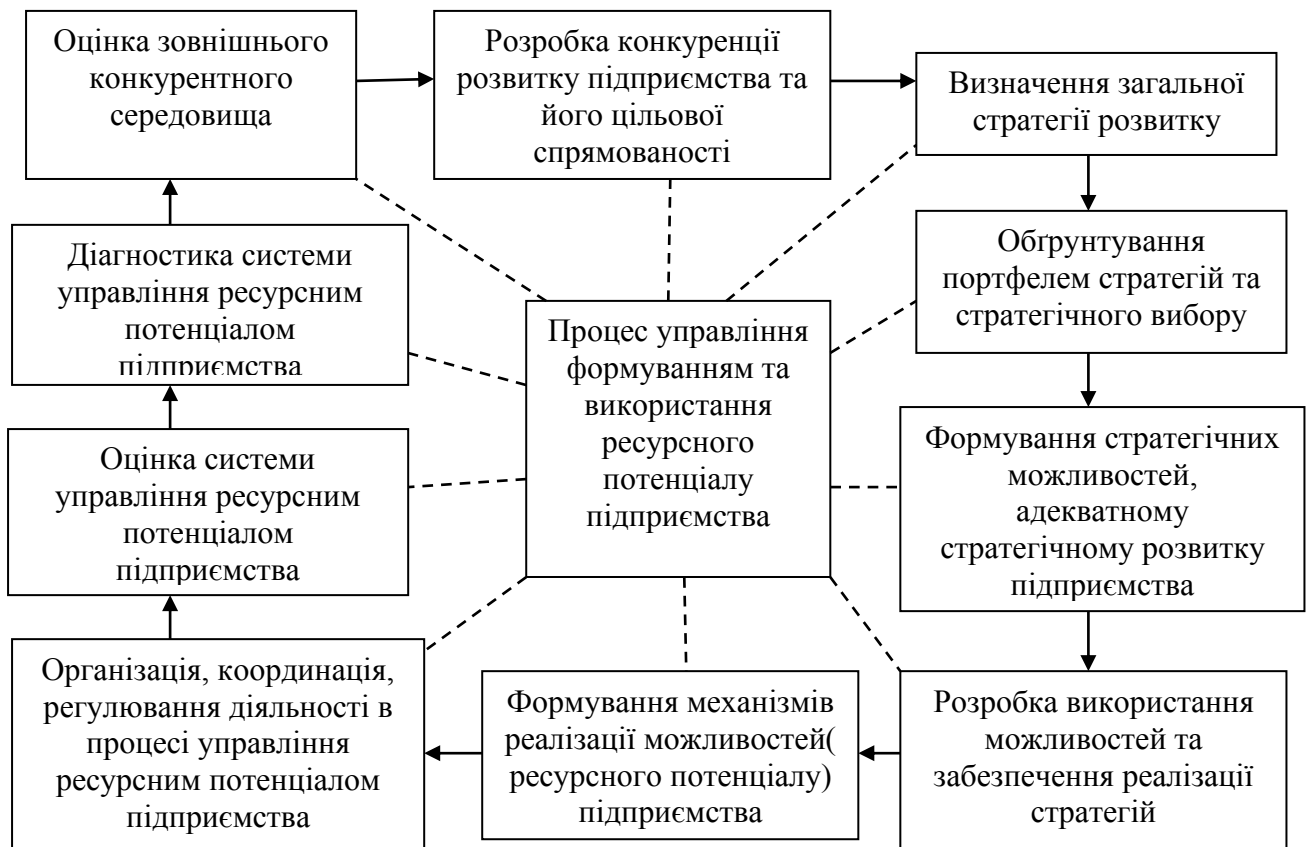 Оцінка зовнішнього
конкурентного
середовища
Розробка конкуренції
розвитку підприємства та
його цільової
спрямованості
Визначення загальної
стратегії розвитку
Діагностика системи
управління ресурсним
потенціалом
підприємства
Процес управління
формуванням та
використання
ресурсного
потенціалу
підприємства
Обґрунтування
портфелем стратегій та
стратегічного вибору
Оцінка системи
управління ресурсним
потенціалом
підприємства
Формування стратегічних
можливостей,
адекватному
стратегічному розвитку
підприємства
Організація, координація,
регулювання діяльності в
процесі управління
ресурсним потенціалом
підприємства
Формування механізмів
реалізації можливостей(
ресурсного потенціалу)
підприємства
Розробка використання
можливостей та
забезпечення реалізації
стратегій